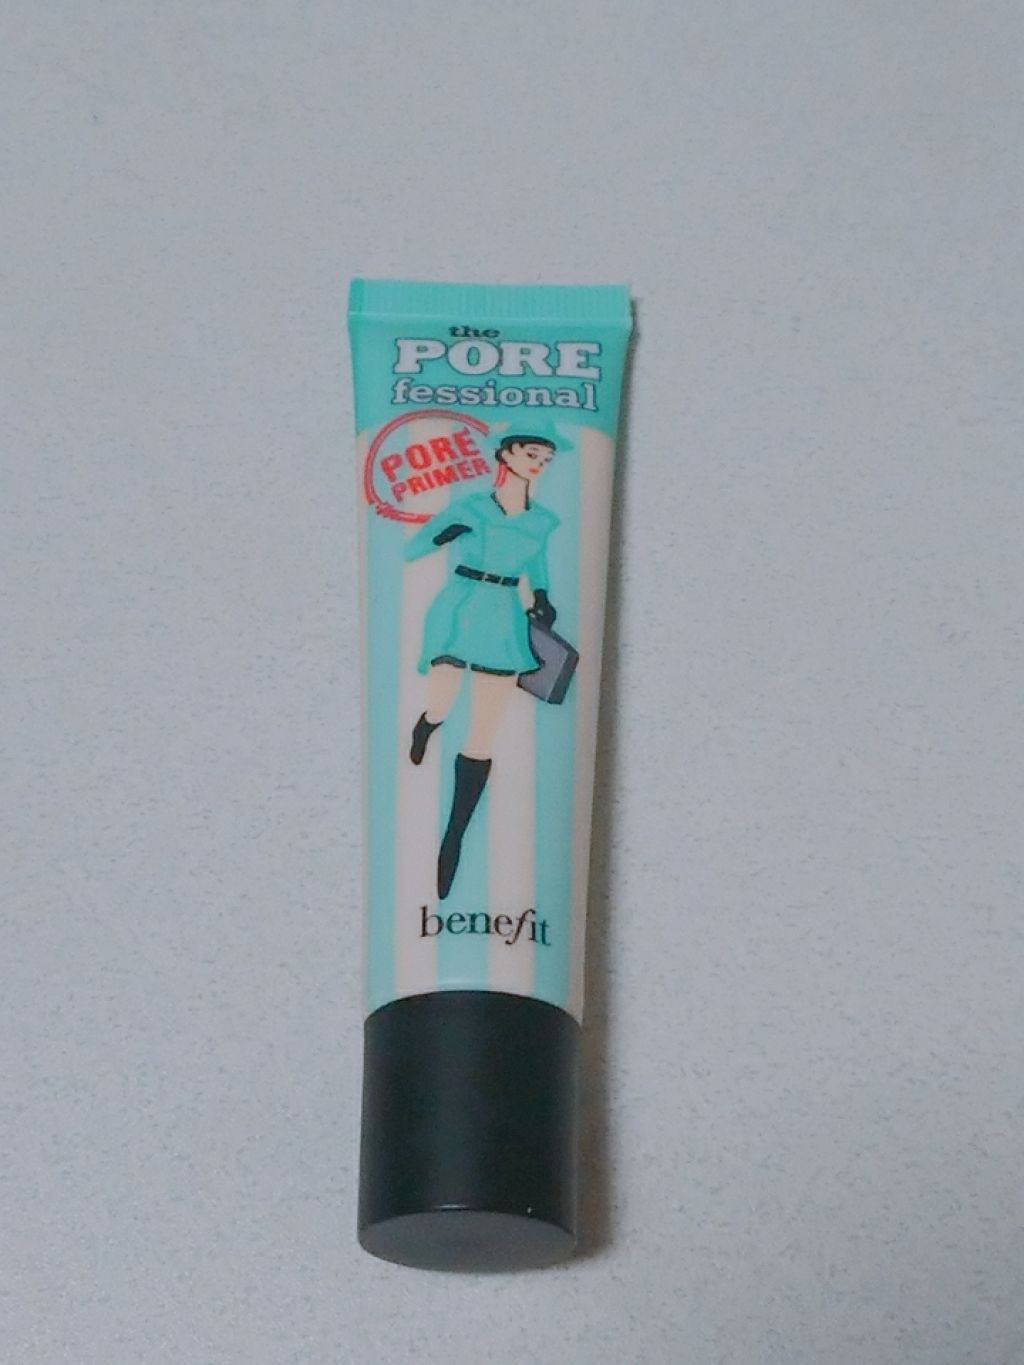 the
PORE
fessional
PORE
PRIMER
benefit